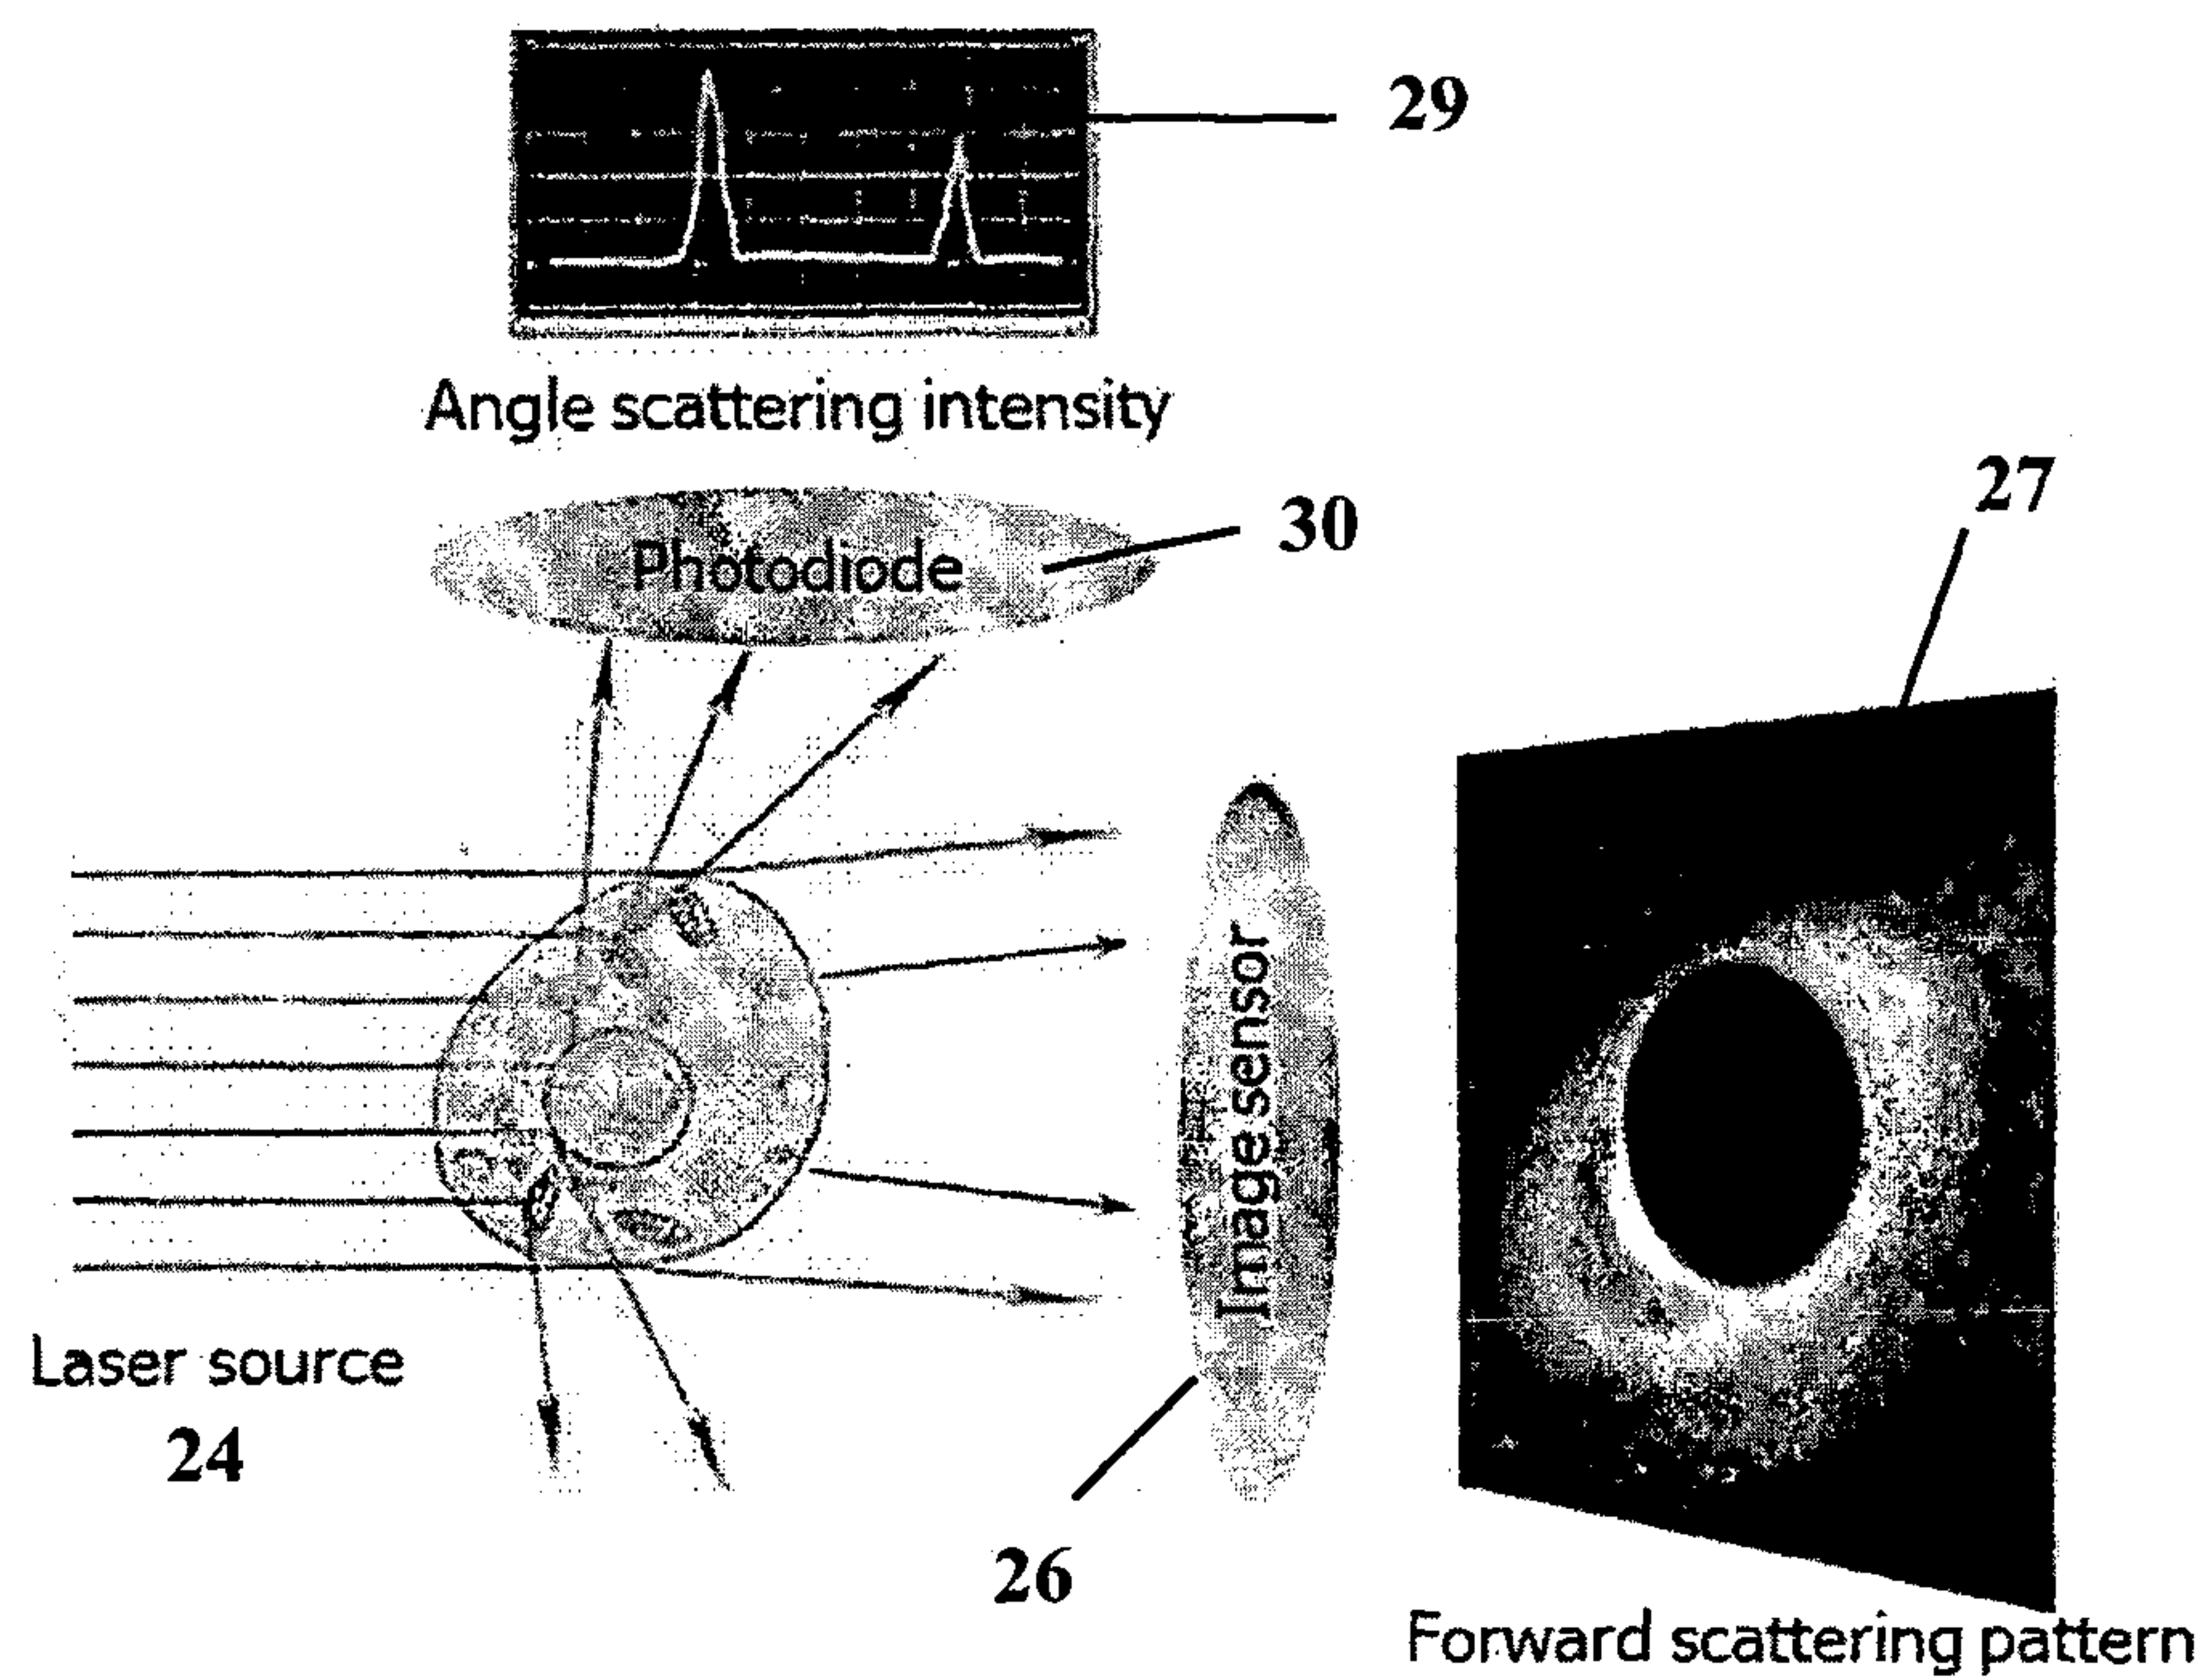 29
Angle scattering intensity
27
30
Photodiode
Image sensor
Laser source
24
26
Forward scattering pattern